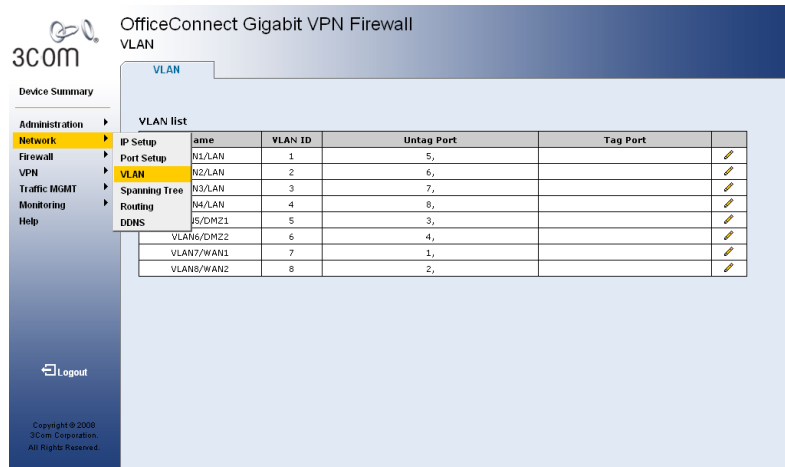 3COM
OfficeConnect Gigabit VPN Firewall
VLAN
VLAN
Device Summary
Administration
Network
Firewall
VPN
Traffic MGMT
Monitoring
Help
IP Setup
Port Setup
VLAN
Spanning Tree
Routing
DDNS
VLAN list
ame VLAN ID Untag Port Tag Port
N1/LAN 1 5,
N2/LAN 2 6,
N3/LAN 3 7,
N4/LAN 4 8,
N5/DMZ1 5 3,
VLAN6/DMZ2 6 4,
VLAN7/WAN1 7 1,
VLAN8/WAN2 8 2,
Logout
Copyright © 2008
3Com Corporation.
All Rights Reserved.